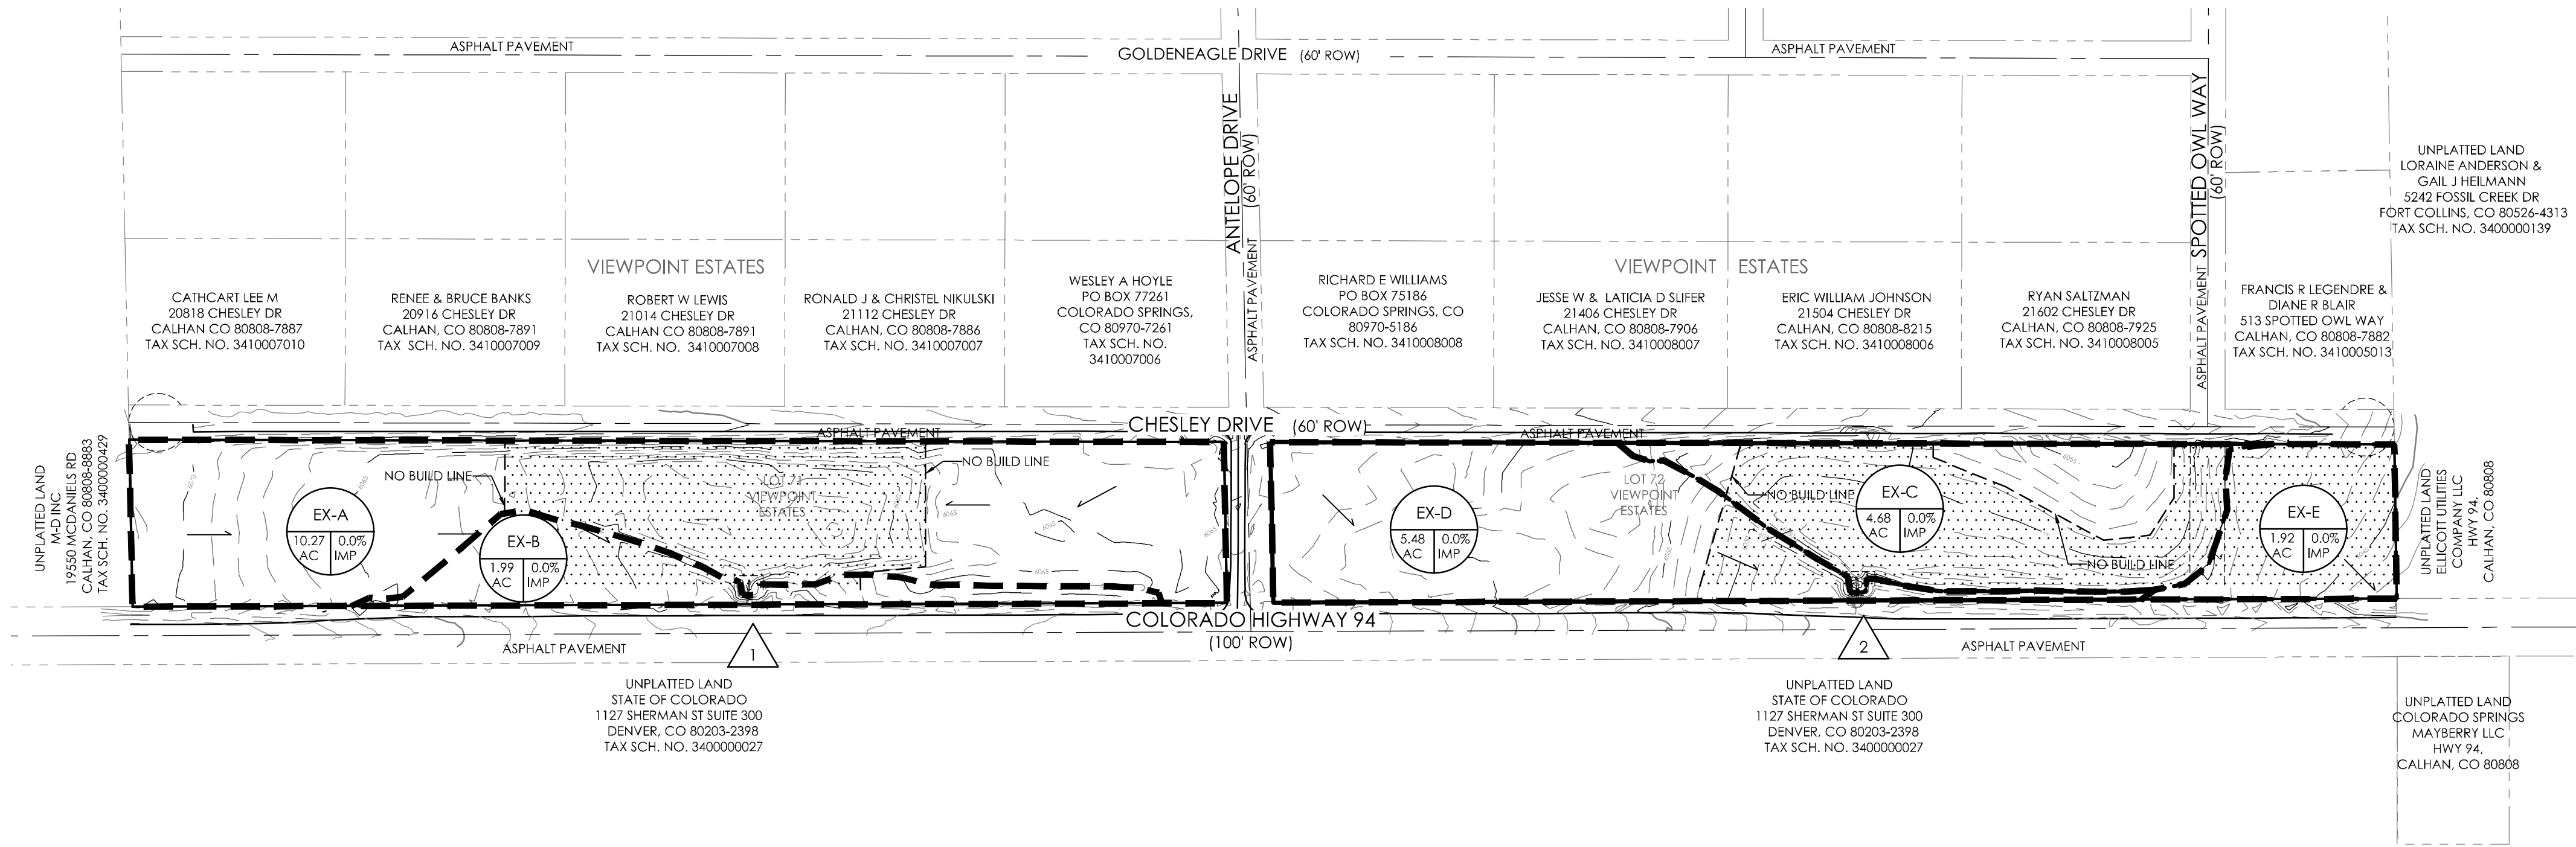 ASPHALT PAVEMENT
GOLDENEAGLE DRIVE (60' ROW)
ASPHALT PAVEMENT
ANTELOPE DRIVE
(60' ROW)
ASPHALT PAVEMENT
SPOTTED OWL WAY
(60' ROW)
ASPHALT PAVEMENT
UNPLATTED LAND
LORAINE ANDERSON &
GAIL J HEILMANN
5242 FOSSIL CREEK DR
FORT COLLINS, CO 80526-4313
TAX SCH. NO. 3400000139
VIEWPOINT ESTATES
VIEWPOINT ESTATES
CATHCART LEE M
20818 CHESLEY DR
CALHAN CO 80808-7887
TAX SCH. NO. 3410007010
RENEE & BRUCE BANKS
20916 CHESLEY DR
CALHAN, CO 80808-7891
TAX SCH. NO. 3410007009
ROBERT W LEWIS
21014 CHESLEY DR
CALHAN CO 80808-7891
TAX SCH. NO. 3410007008
RONALD J & CHRISTEL NIKULSKI
21112 CHESLEY DR
CALHAN, CO 80808-7886
TAX SCH. NO. 3410007007
WESLEY A HOYLE
PO BOX 77261
COLORADO SPRINGS,
CO 80970-7261
TAX SCH. NO.
3410007006
RICHARD E WILLIAMS
PO BOX 75186
COLORADO SPRINGS, CO
80970-5186
TAX SCH. NO. 3410008008
JESSE W & LATICIA D SLIFER
21406 CHESLEY DR
CALHAN, CO 80808-7906
TAX SCH. NO. 3410008007
ERIC WILLIAM JOHNSON
21504 CHESLEY DR
CALHAN, CO 80808-8215
TAX SCH. NO. 3410008006
RYAN SALTZMAN
21602 CHESLEY DR
CALHAN, CO 80808-7925
TAX SCH. NO. 3410008005
FRANCIS R LEGENDRE &
DIANE R BLAIR
513 SPOTTED OWL WAY
CALHAN, CO 80808-7882
TAX SCH. NO. 3410005013
CHESLEY DRIVE (60' ROW)
ASPHALT PAVEMENT
ASPHALT PAVEMENT
UNPLATTED LAND
M-D INC
19550 MCDANIELS RD
CALHAN, CO 80808-8883
TAX SCH. NO. 3400000429
6070
6065
EX-A
10.27 AC
0.0% IMP
NO BUILD LINE
EX-B
1.99 AC
0.0% IMP
LOT 71
VIEWPOINT
ESTATES
6065
6060
NO BUILD LINE
6065
6065
6065
6065
EX-D
5.48 AC
0.0% IMP
LOT 72
VIEWPOINT
ESTATES
6055
NO BUILD LINE
EX-C
4.68 AC
0.0% IMP
6055
NO BUILD LINE
EX-E
1.92 AC
0.0% IMP
UNPLATTED LAND
ELLICOTT UTILITIES
COMPANY LLC
HWY 94,
CALHAN, CO 80808
COLORADO HIGHWAY 94
(100' ROW)
ASPHALT PAVEMENT
1
2
ASPHALT PAVEMENT
UNPLATTED LAND
STATE OF COLORADO
1127 SHERMAN ST SUITE 300
DENVER, CO 80203-2398
TAX SCH. NO. 3400000027
UNPLATTED LAND
STATE OF COLORADO
1127 SHERMAN ST SUITE 300
DENVER, CO 80203-2398
TAX SCH. NO. 3400000027
UNPLATTED LAND
COLORADO SPRINGS
MAYBERRY LLC
HWY 94,
CALHAN, CO 80808